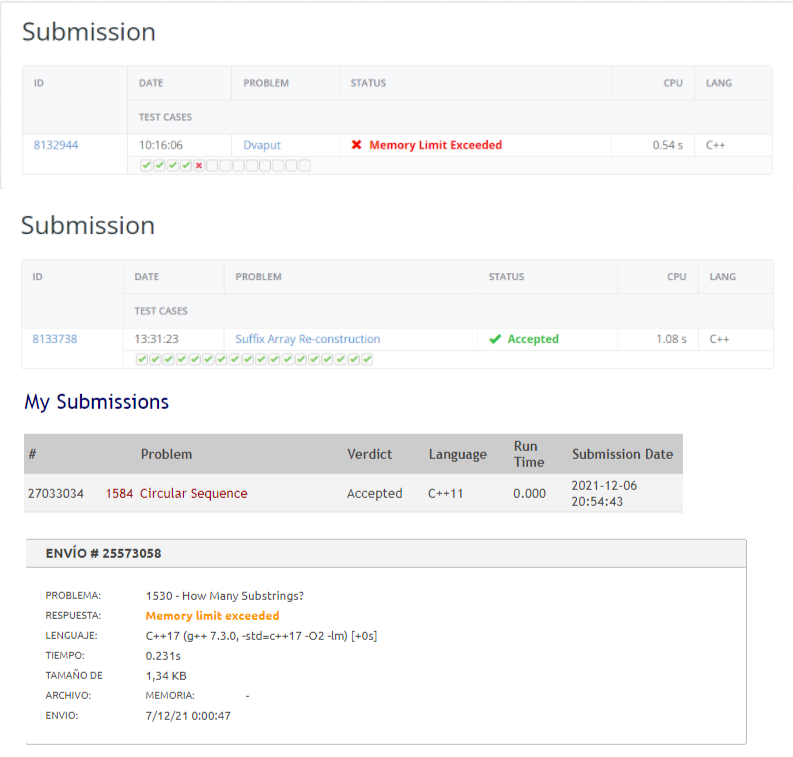 Submission
ID DATE PROBLEM STATUS CPU LANG
TEST CASES
8132944 10:16:06 Dvaput Memory Limit Exceeded 0.54 s C++
Submission
ID DATE PROBLEM STATUS CPU LANG
TEST CASES
8133738 13:31:23 Suffix Array Re-construction Accepted 1.08 s C++
My Submissions
# Problem Verdict Language Run Time Submission Date
27033034 1584 Circular Sequence Accepted C++11 0.000 2021-12-06 20:54:43
ENVÍO # 25573058
PROBLEMA: 1530 - How Many Substrings?
RESPUESTA: Memory limit exceeded
LENGUAJE: C++17 (g++ 7.3.0, -std=c++17 -O2 -lm) [+0s]
TIEMPO: 0.231s
TAMAÑO DE 1,34 KB
ARCHIVO: MEMORIA: -
ENVIO: 7/12/21 0:00:47